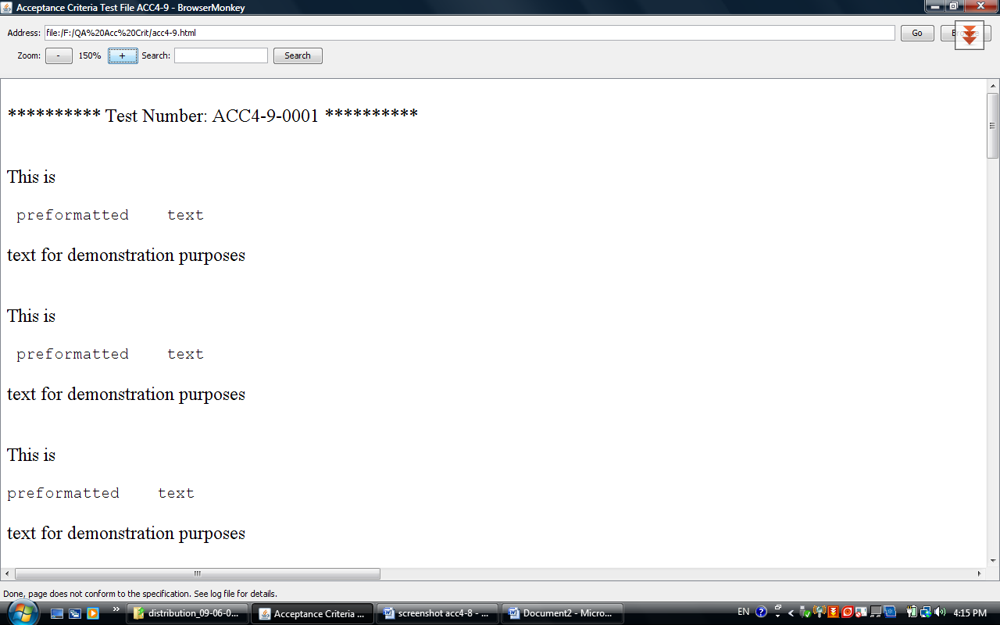 Acceptance Criteria Test File ACC4-9 - BrowserMonkey
Address: file:/F:/QA%20Acc%20Crit/acc4-9.html Go
Zoom: - 150% + Search: Search
********** Test Number: ACC4-9-0001 **********
This is
 preformatted    text
text for demonstration purposes
This is
 preformatted    text
text for demonstration purposes
This is
preformatted    text
text for demonstration purposes
Done, page does not conform to the specification. See log file for details.
distribution_09-06-0... Acceptance Criteria ... screenshot acc4-8 - ... Document2 - Micro... EN 4:15 PM